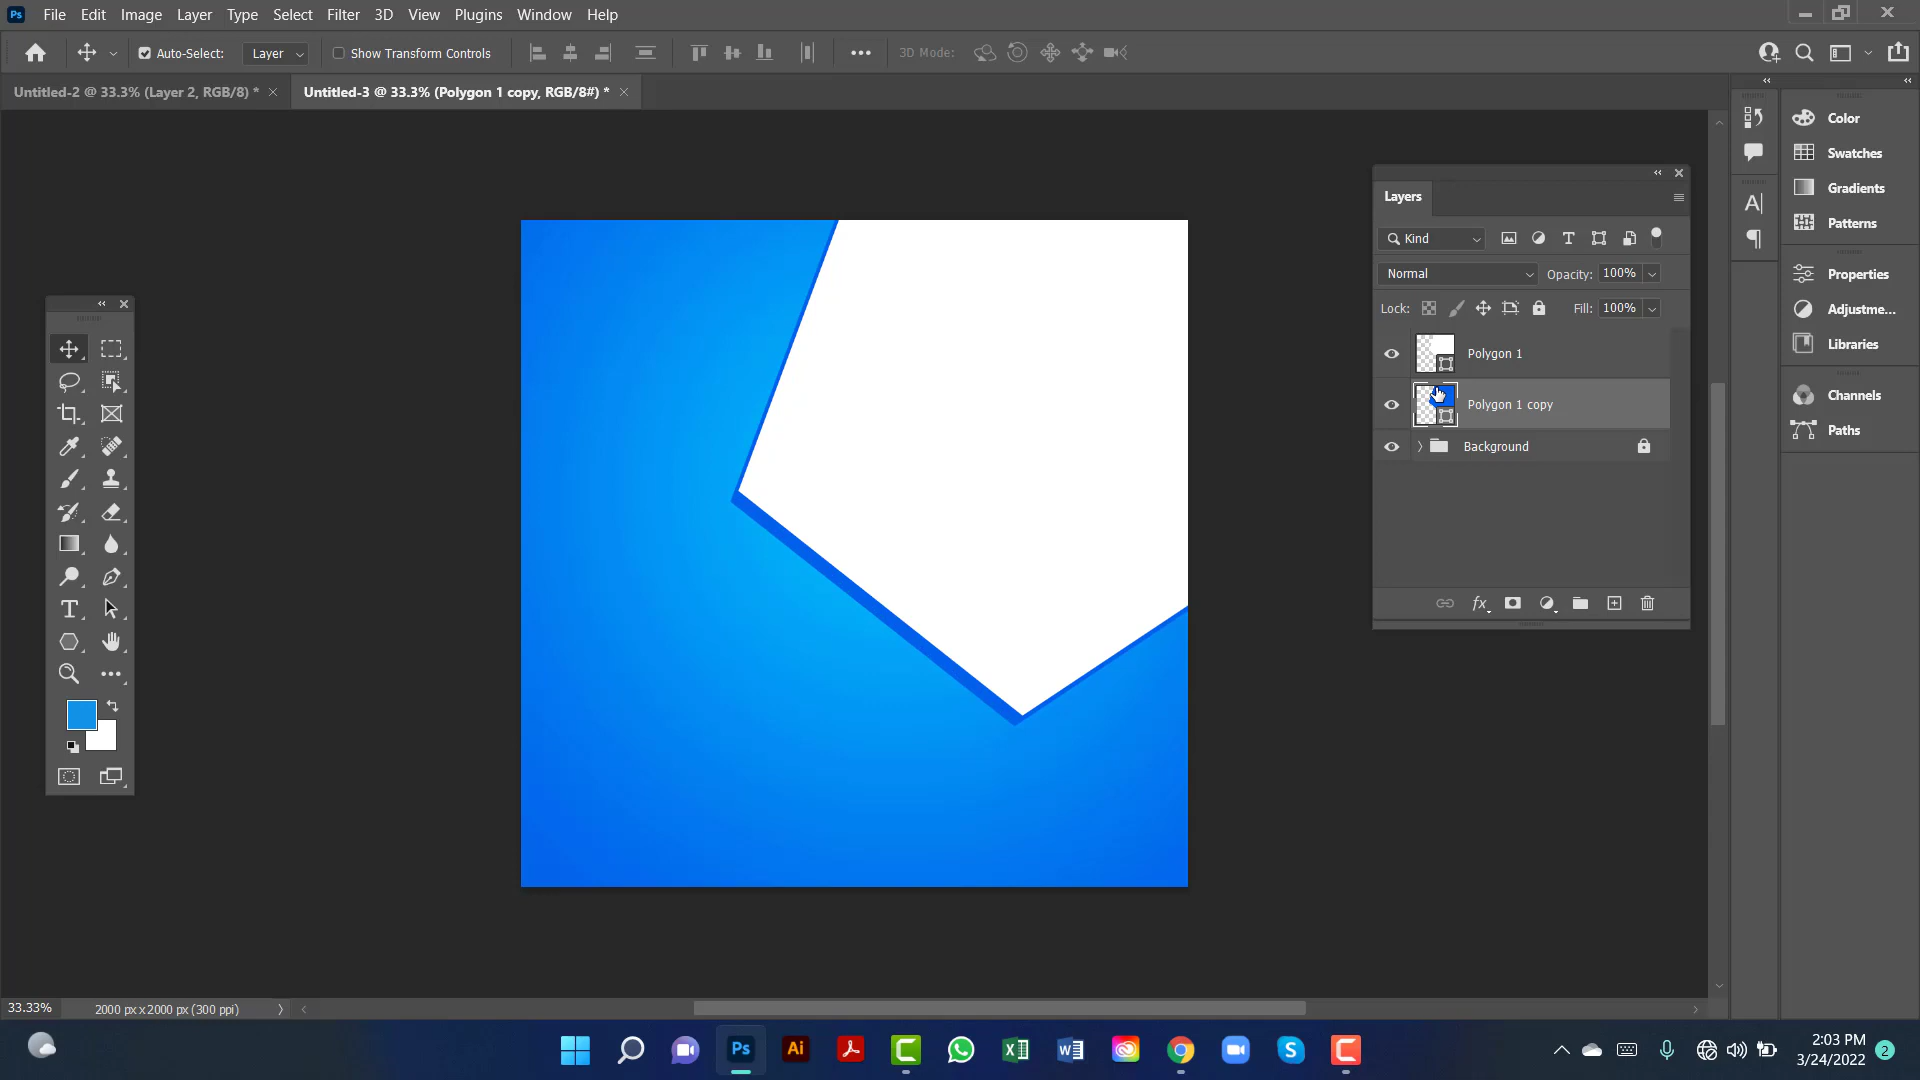 File Edit Image Layer Type Select Filter 3D View Plugins Window Help
Auto-Select: Layer Show Transform Controls 3D Mode:
Untitled-2 @ 33.3% (Layer 2, RGB/8) * Untitled-3 @ 33.3% (Polygon 1 copy, RGB/8#) *
Color
Swatches
Gradients
Patterns
Properties
Adjustme...
Libraries
Channels
Paths
Layers
Kind
Normal Opacity: 100%
Lock: Fill: 100%
Polygon 1
Polygon 1 copy
Background
33.33% 2000 px x 2000 px (300 ppi)
2:03 PM
3/24/2022 2